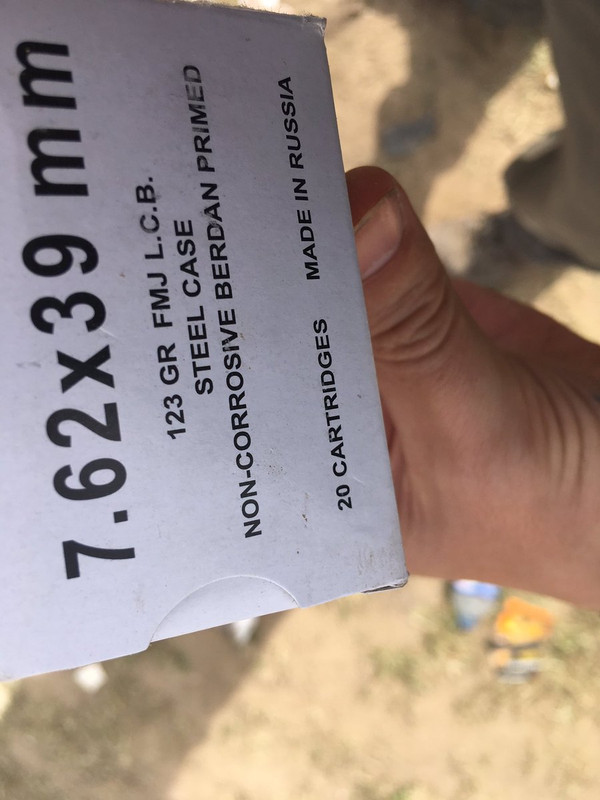 7.62x39 mm
123 GR FMJ L.C.B.
STEEL CASE
NON-CORROSIVE BERDAN PRIMED
20 CARTRIDGES MADE IN RUSSIA